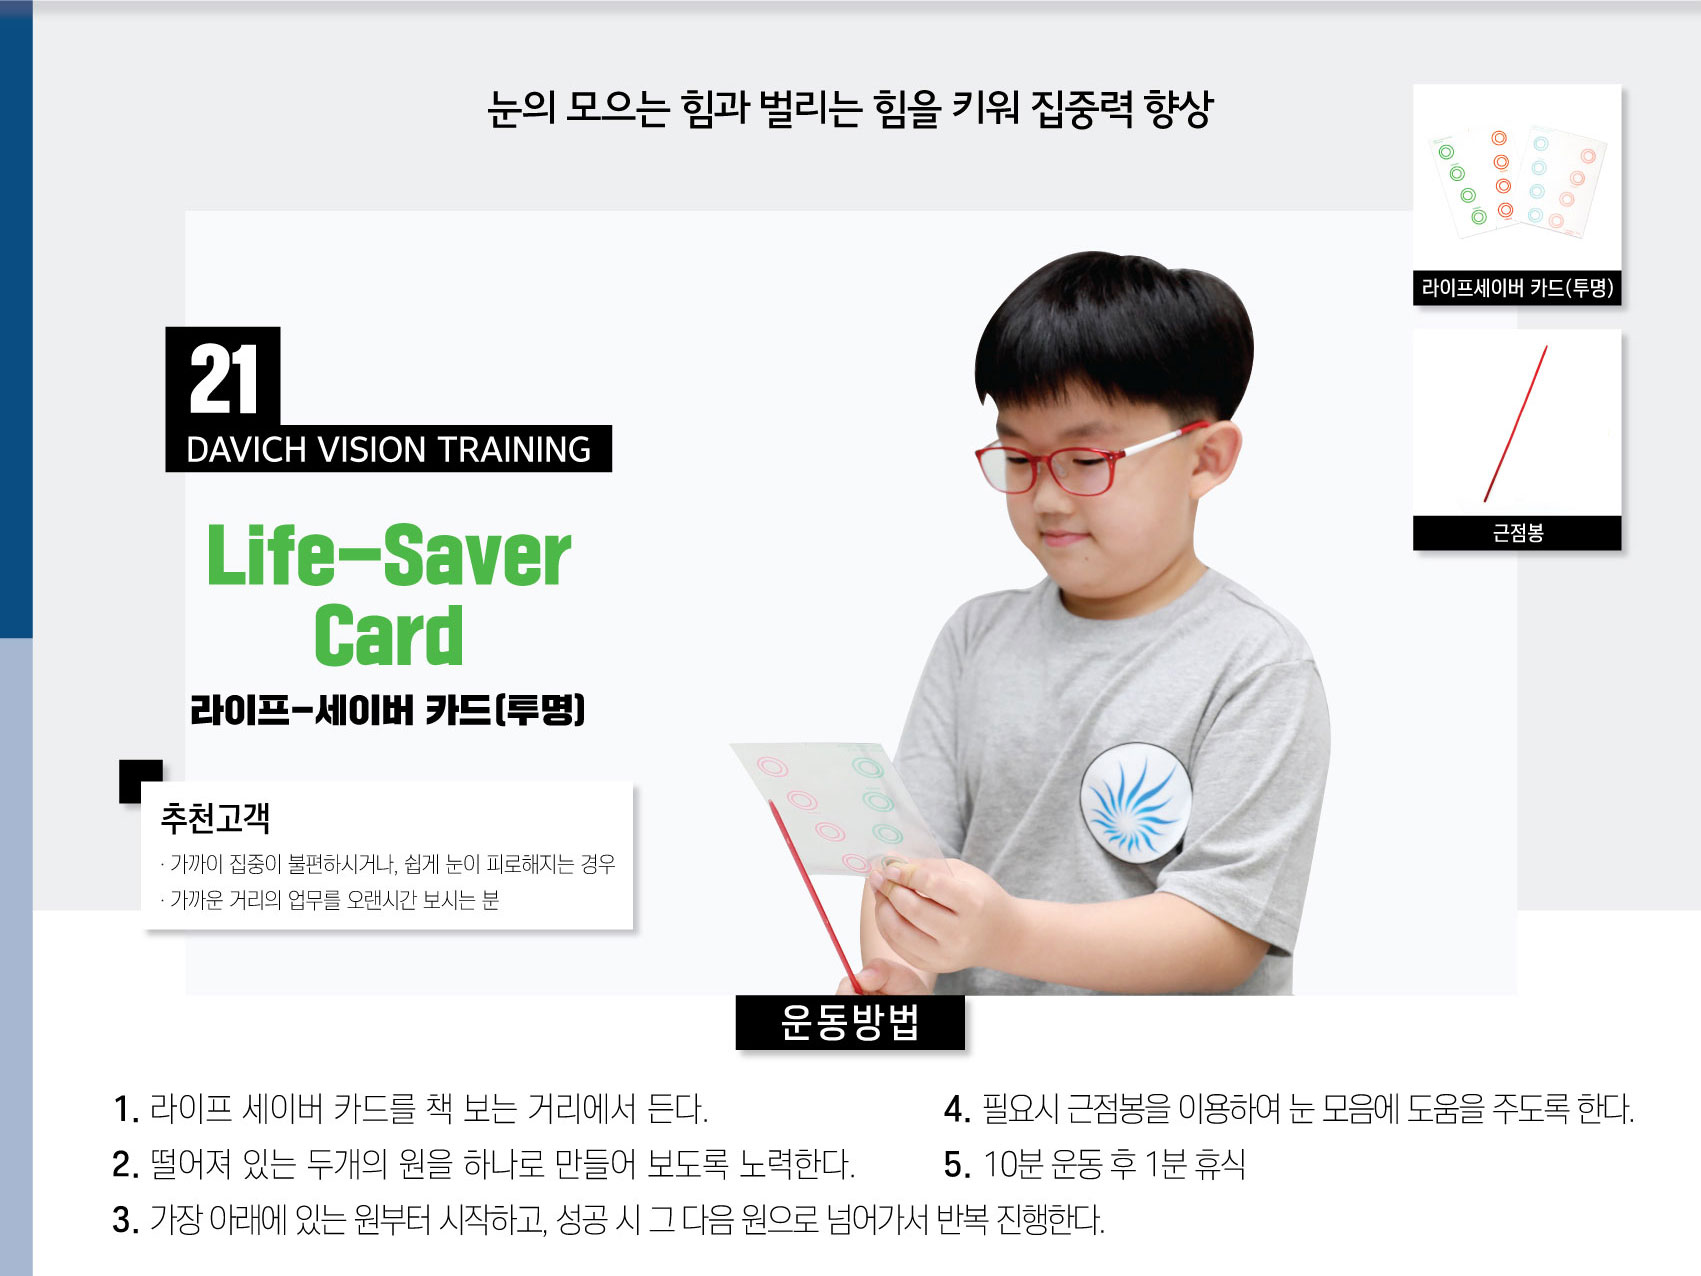 눈의 모으는 힘과 벌리는 힘을 키워 집중력 향상
라이프세이버 카드(투명)
근점봉
21
DAVICH VISION TRAINING
Life-Saver
Card
라이프-세이버 카드(투명)
추천고객
· 가까이 집중이 불편하시거나, 쉽게 눈이 피로해지는 경우
· 가까운 거리의 업무를 오랜시간 보시는 분
운동방법
1. 라이프 세이버 카드를 책 보는 거리에서 든다.
2. 떨어져 있는 두개의 원을 하나로 만들어 보도록 노력한다.
3. 가장 아래에 있는 원부터 시작하고, 성공 시 그 다음 원으로 넘어가서 반복 진행한다.
4. 필요시 근점봉을 이용하여 눈 모음에 도움을 주도록 한다.
5. 10분 운동 후 1분 휴식